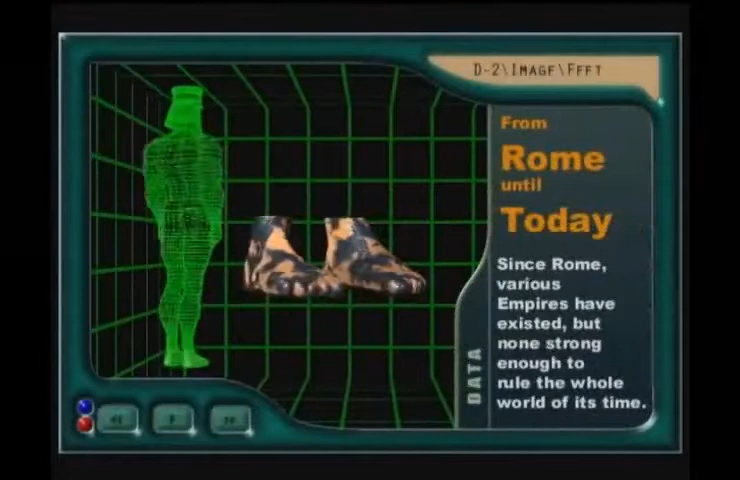 D-2\IMAGE\FFFT
From
Rome
until
Today
Since Rome,
various
Empires have
existed, but
none strong
enough to
rule the whole
world of its time.
DATA